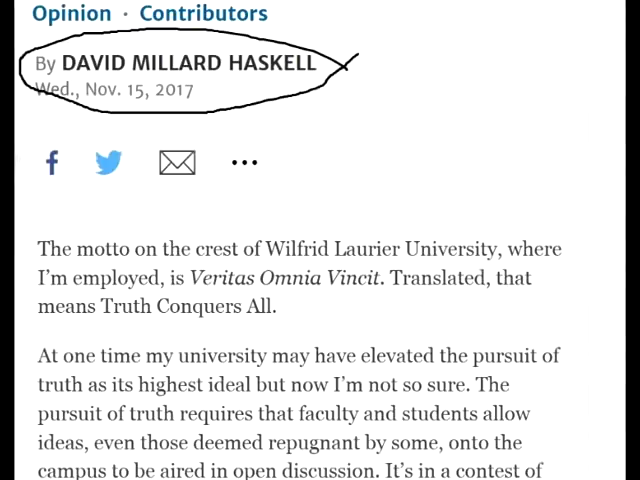 Opinion · Contributors
By DAVID MILLARD HASKELL
Wed., Nov. 15, 2017
The motto on the crest of Wilfrid Laurier University, where
I'm employed, is Veritas Omnia Vincit. Translated, that
means Truth Conquers All.
At one time my university may have elevated the pursuit of
truth as its highest ideal but now I'm not so sure. The
pursuit of truth requires that faculty and students allow
ideas, even those deemed repugnant by some, onto the
campus to be aired in open discussion. It's in a contest of